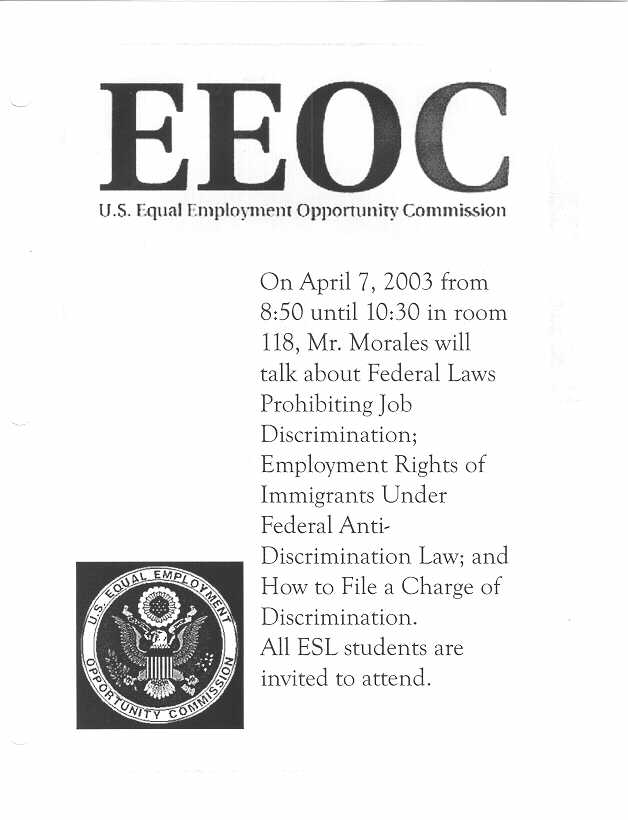 EEOC
U.S. Equal Employment Opportunity Commission
On April 7, 2003 from
8:50 until 10:30 in room
118, Mr. Morales will
talk about Federal Laws
Prohibiting Job
Discrimination;
Employment Rights of
Immigrants Under
Federal Anti-
Discrimination Law; and
How to File a Charge of
Discrimination.
All ESL students are
invited to attend.
U.S. EQUAL EMPLOYMENT
OPPORTUNITY COMMISSION